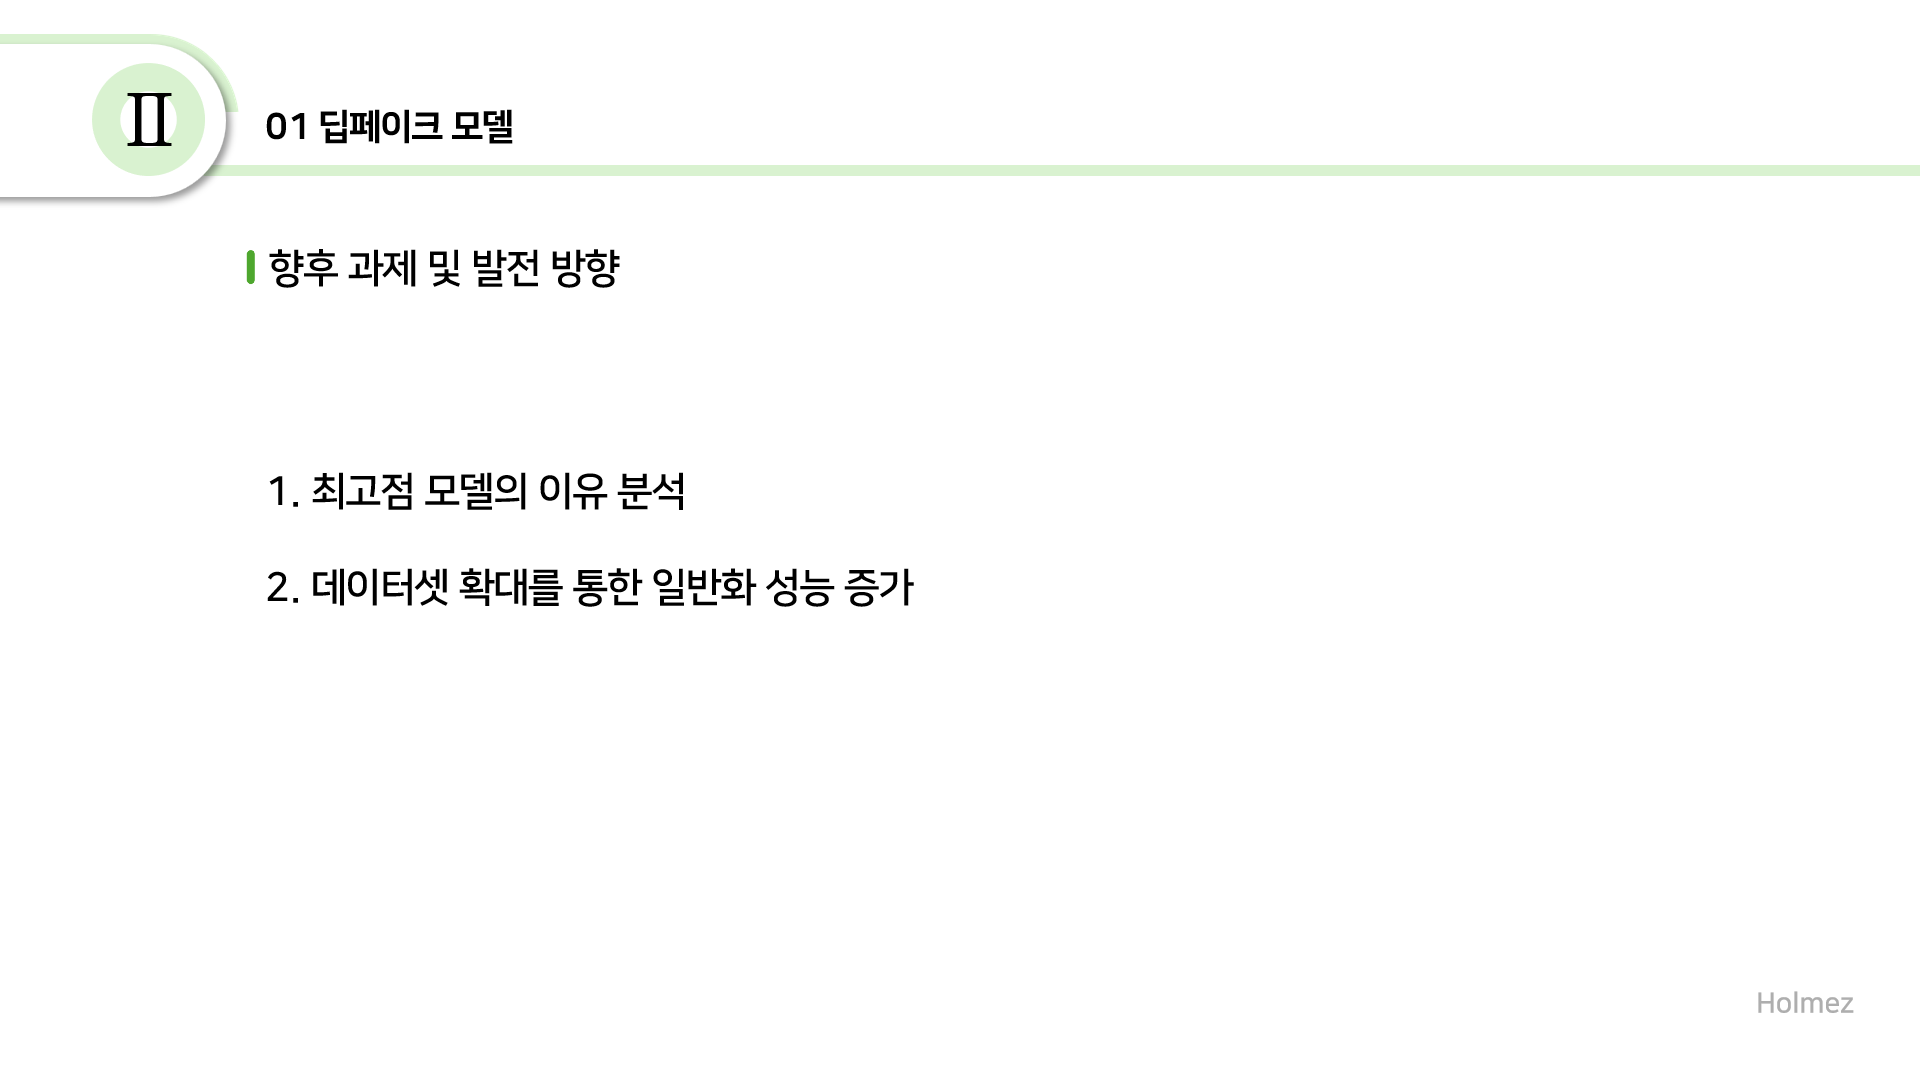 Ⅱ
01 딥페이크 모델
향후 과제 및 발전 방향
1. 최고점 모델의 이유 분석
2. 데이터셋 확대를 통한 일반화 성능 증가
Holmez